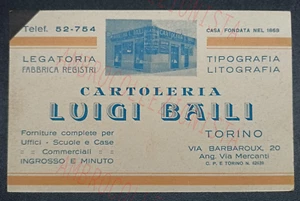 Telef. 52-754
CASA FONDATA NEL 1869
LEGATORIA
FABBRICA REGISTRI
TIPOGRAFIA
LITOGRAFIA
CARTOLERIA
LUIGI BAILI
Forniture complete per
Uffici - Scuole e Case
Commerciali
INGROSSO E MINUTO
TORINO
VIA BARBAROUX, 20
Ang. Via Mercanti
C. P. E TORINO N.